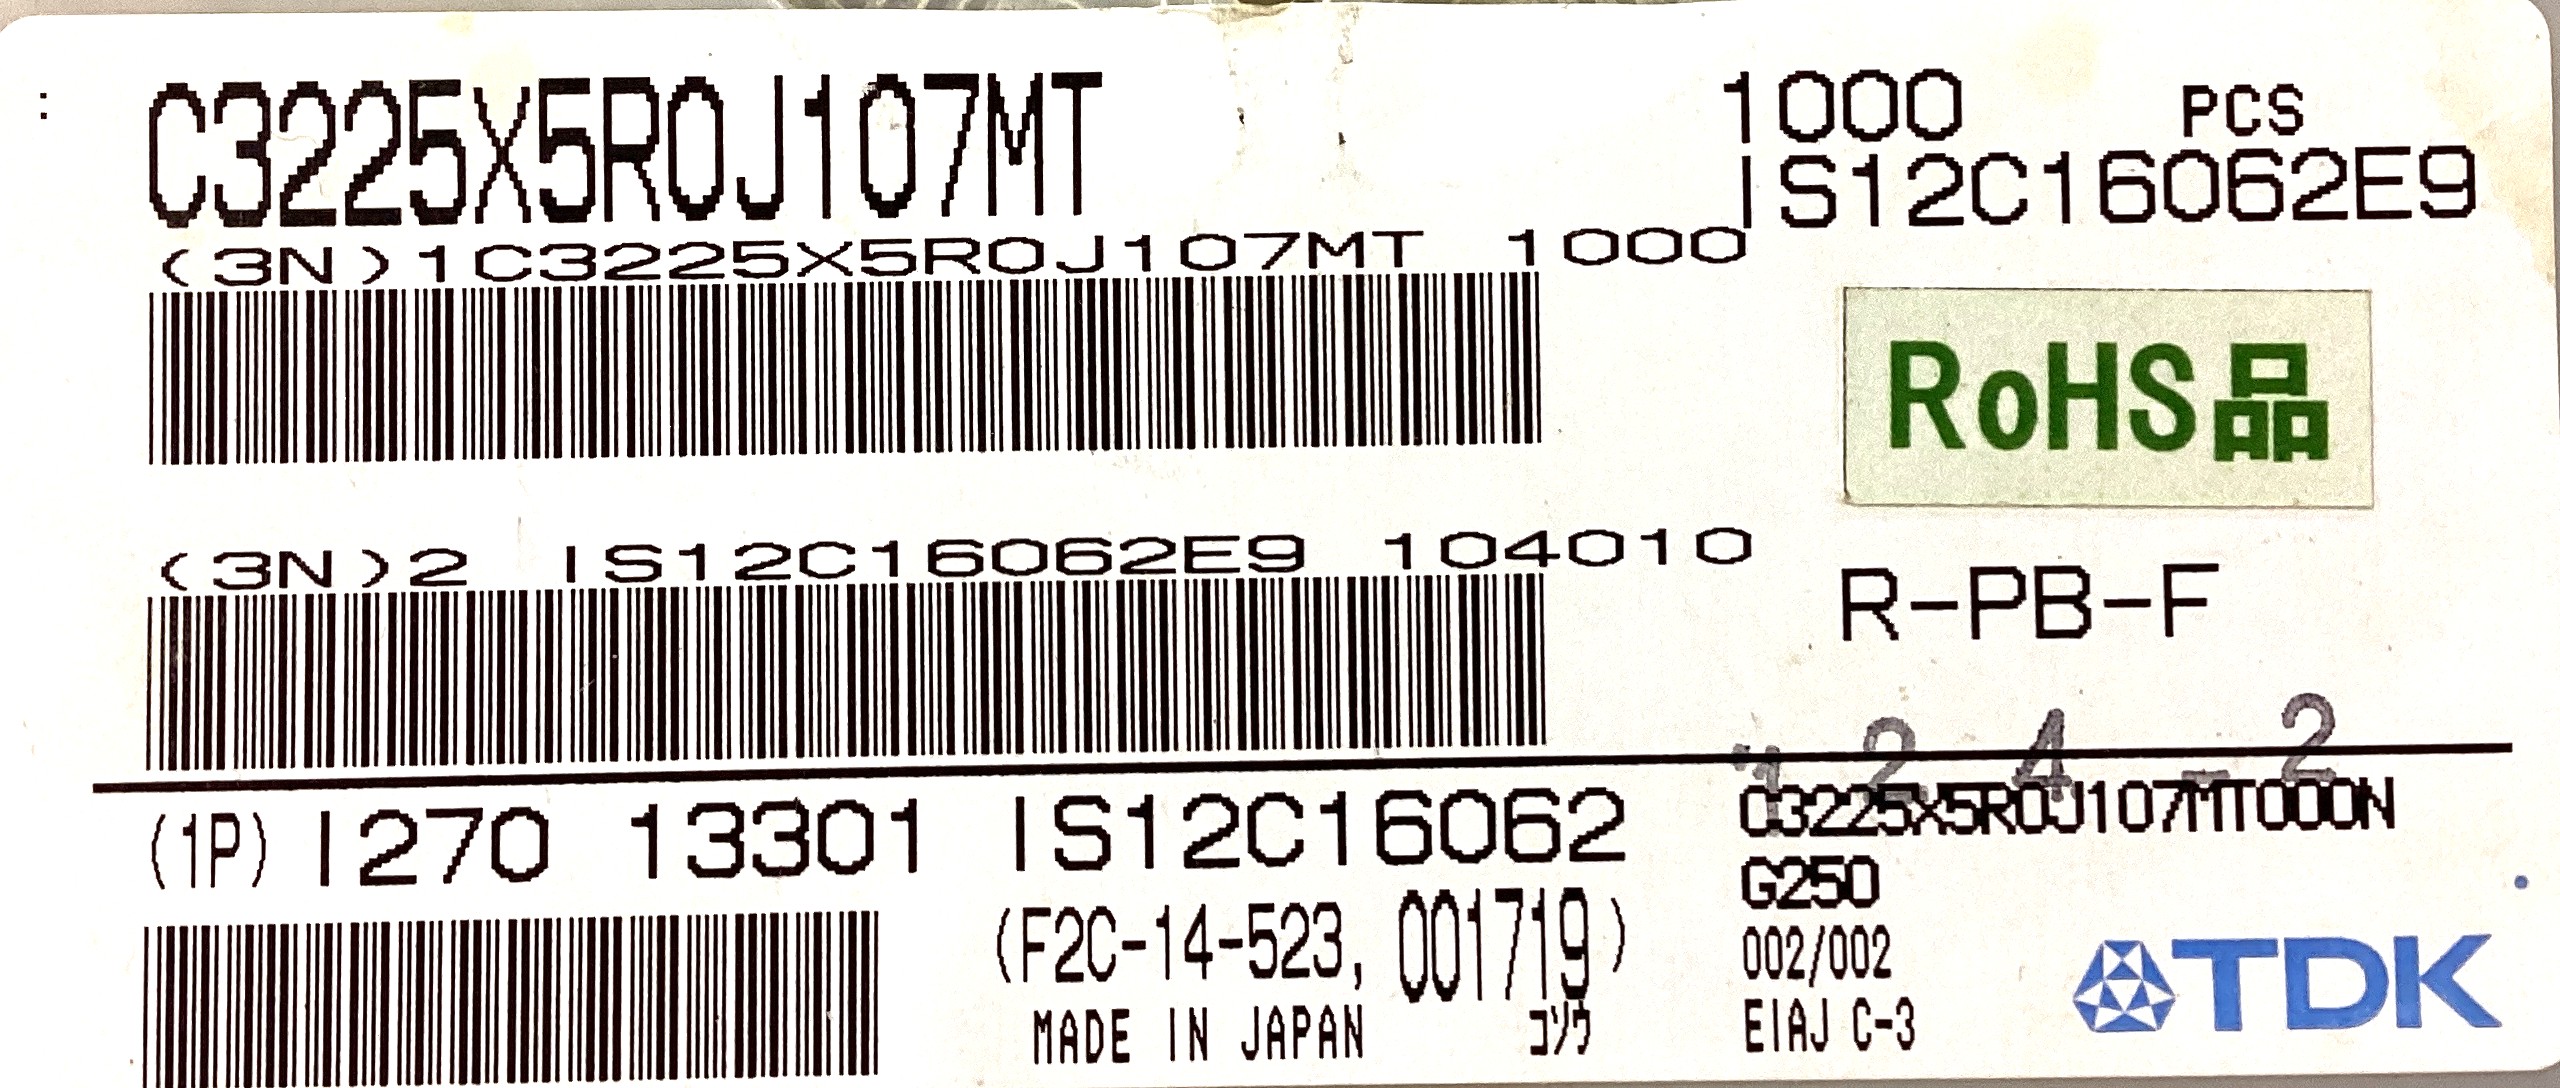 C3225X5R0J107MT
1000 PCS
IS12C16062E9
(3N)1C3225X5R0J107MT 1000
RoHS品
(3N)2 IS12C16062E9 104010
R-PB-F
1 2 4 - 2
(1P) I270 13301 IS12C16062
C3225X5R0J107MT000N
G250
(F2C-14-523, 001719)
002/002
MADE IN JAPAN コソウ
EIAJ C-3
TDK